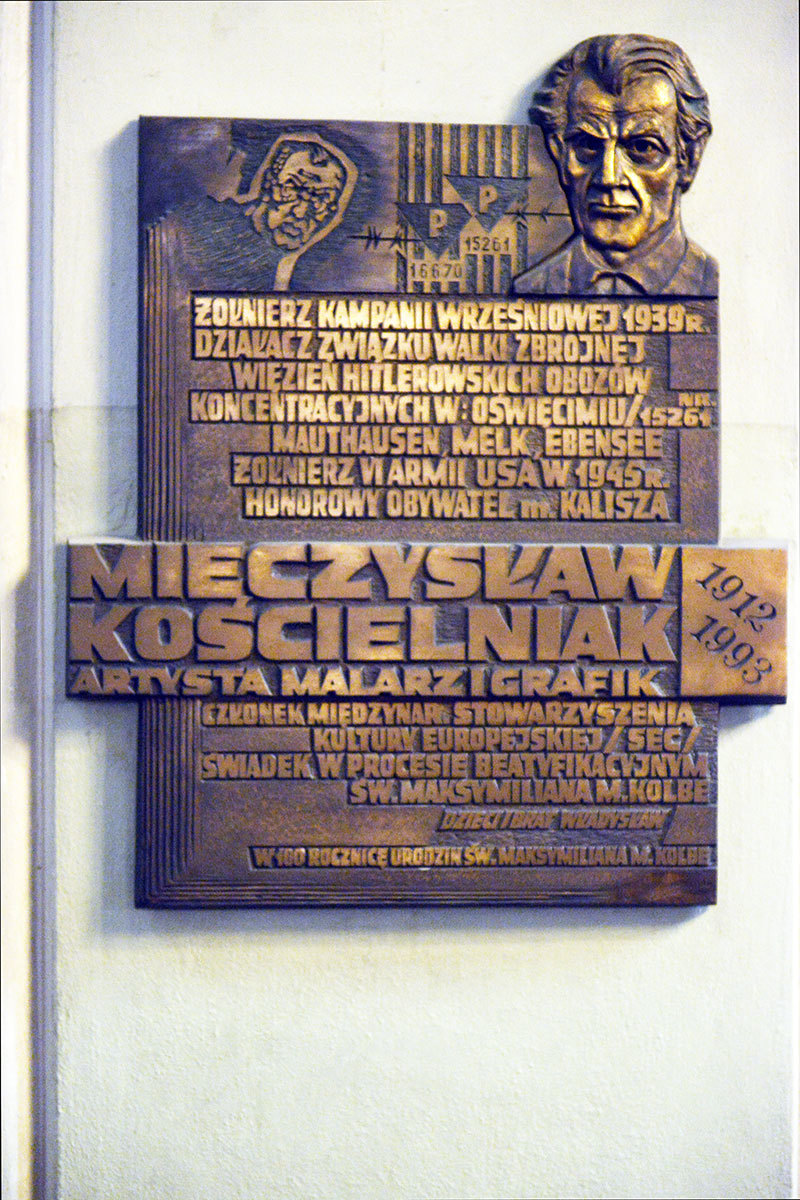 P
P
15261
16670
ŻOŁNIERZ KAMPANII WRZEŚNIOWEJ 1939 R.
DZIAŁACZ ZWIĄZKU WALKI ZBROJNEJ
WIĘZIEŃ HITLEROWSKICH OBOZÓW
KONCENTRACYJNYCH W: OŚWIĘCIMIU/NR. 15261
MAUTHAUSEN, MELK, EBENSEE
ŻOŁNIERZ VI ARMII USA W 1945 R.
HONOROWY OBYWATEL m. KALISZA
MIECZYSŁAW
KOŚCIELNIAK
1912
1993
ARTYSTA MALARZ I GRAFIK
CZŁONEK MIĘDZYNAR. STOWARZYSZENIA
KULTURY EUROPEJSKIEJ /SEC/
ŚWIADEK W PROCESIE BEATYFIKACYJNYM
ŚW. MAKSYMILIANA M. KOLBE
DZIECI I BRAT WŁADYSŁAW
W 100 ROCZNICĘ URODZIN ŚW. MAKSYMILIANA M. KOLBE